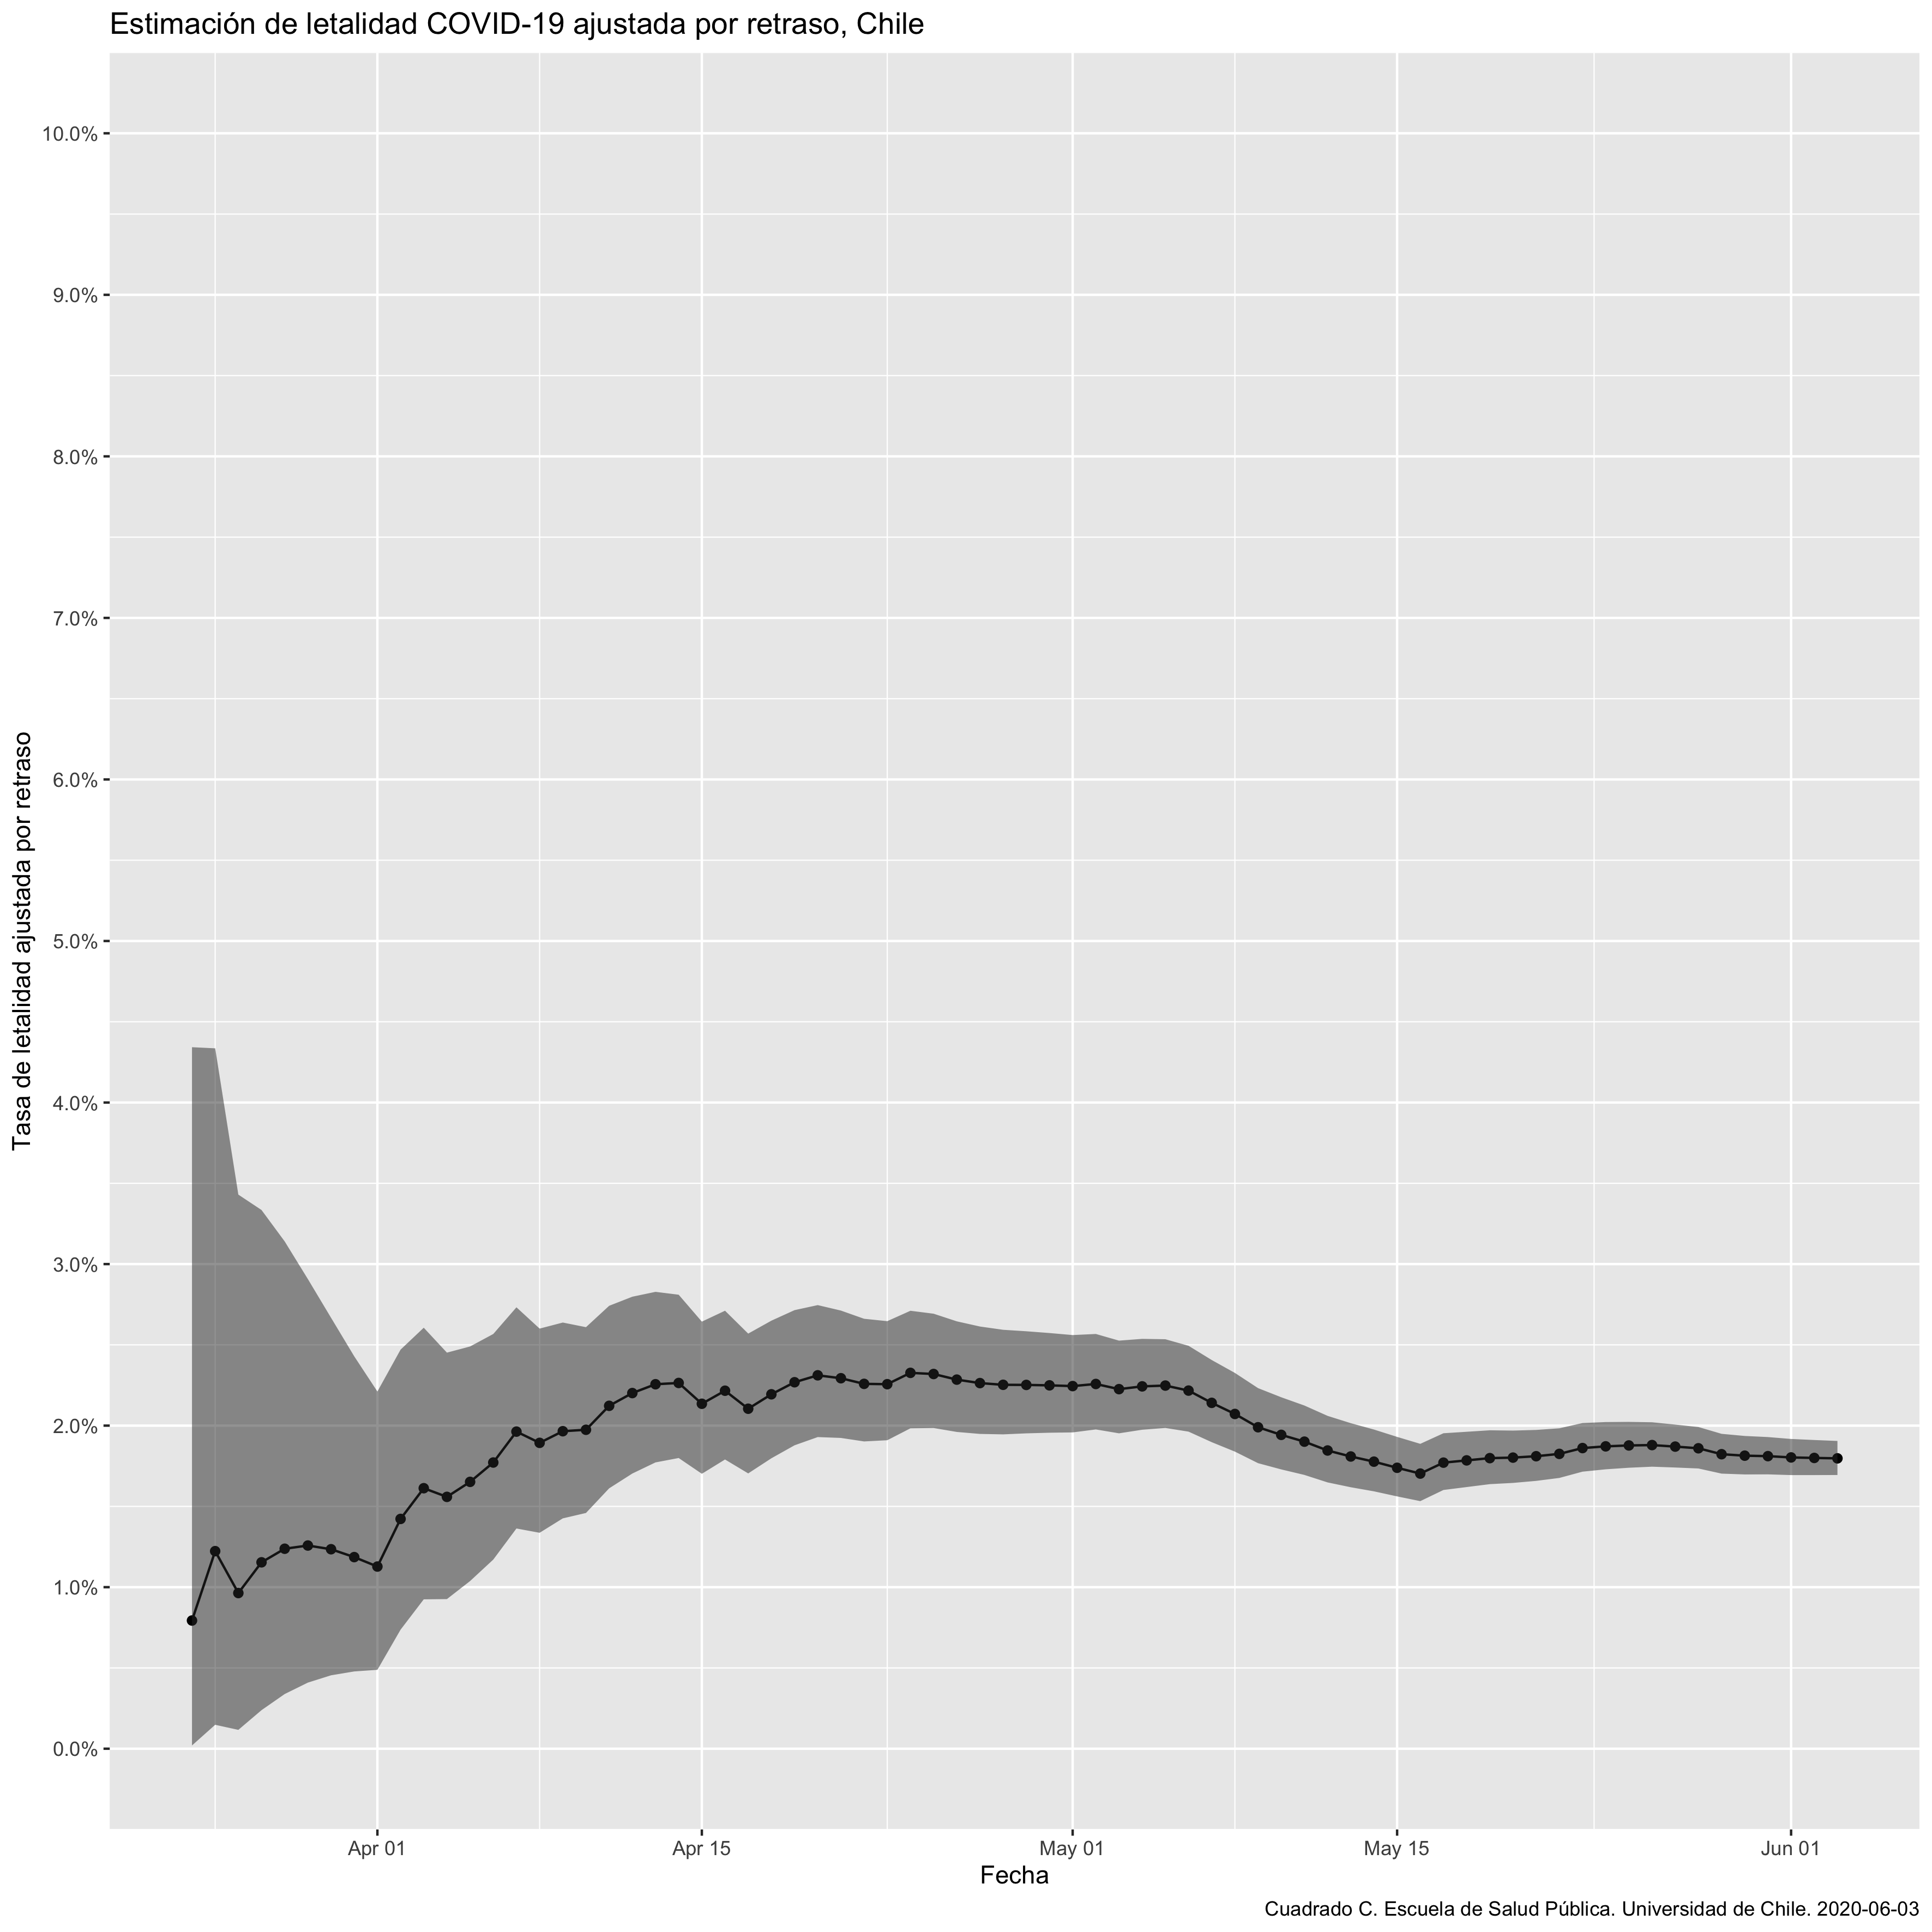 Estimación de letalidad COVID-19 ajustada por retraso, Chile
Tasa de letalidad ajustada por retraso
10.0%
9.0%
8.0%
7.0%
6.0%
5.0%
4.0%
3.0%
2.0%
1.0%
0.0%
Apr 01 Apr 15 May 01 May 15 Jun 01
Fecha
Cuadrado C. Escuela de Salud Pública. Universidad de Chile. 2020-06-03